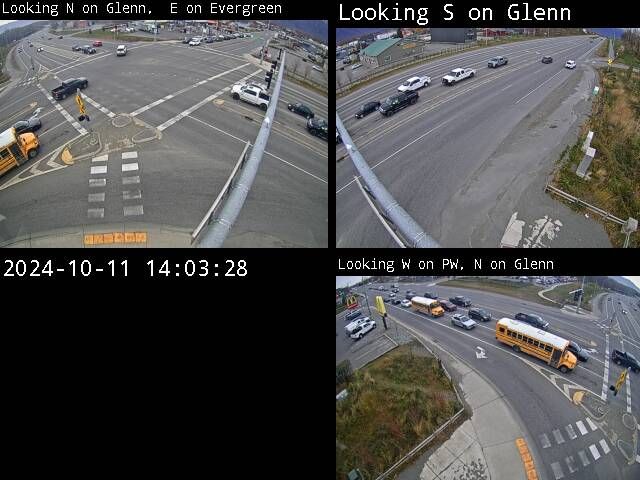 Looking N on Glenn,  E on Evergreen
Looking S on Glenn
2024-10-11 14:03:28
Looking W on PW, N on Glenn